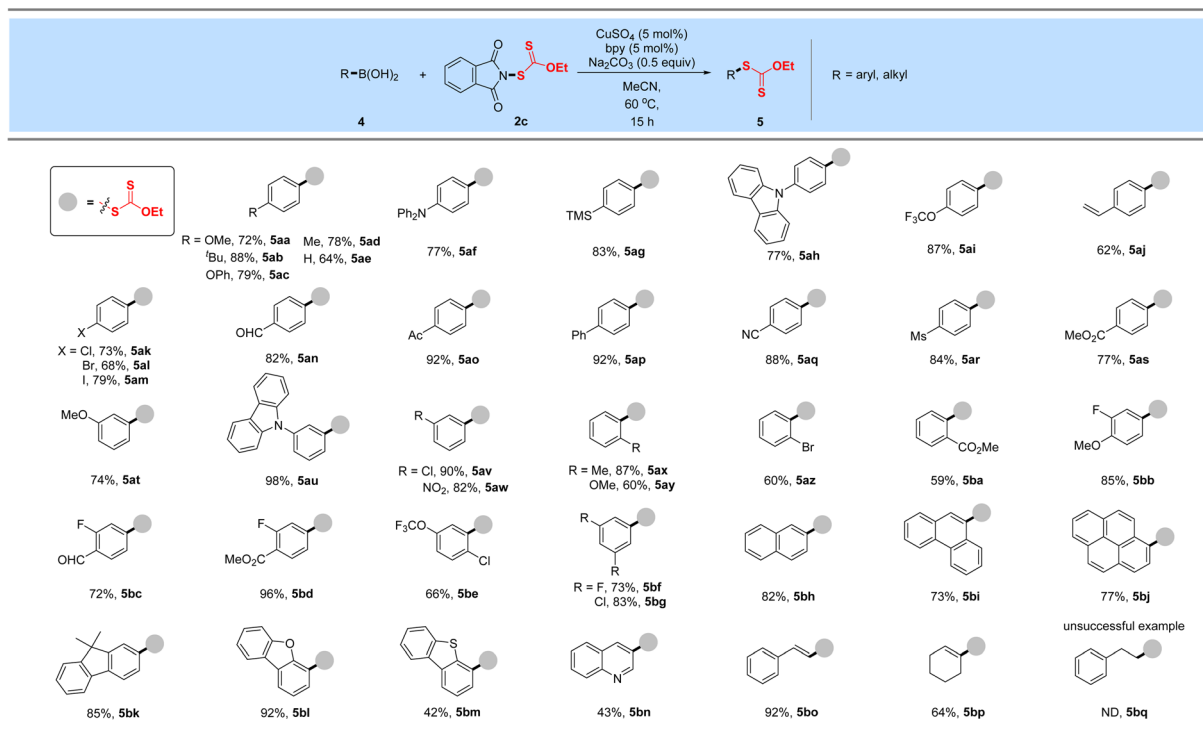 CuSO4 (5 mol%)
bpy (5 mol%)
Na2CO3 (0.5 equiv)
R B(OH)2 + O N S S OEt O R S OEt S R = aryl, alkyl
MeCN,
60 °C,
15 h
4 2c 5
= S S OEt
R
R = OMe, 72%, 5aa Me, 78%, 5ad
tBu, 88%, 5ab H, 64%, 5ae
OPh, 79%, 5ac
Ph2N
77%, 5af
TMS
83%, 5ag
N
77%, 5ah
F3CO
87%, 5ai
62%, 5aj
X
X = Cl, 73%, 5ak
Br, 68%, 5al
I, 79%, 5am
OHC
82%, 5an
Ac
92%, 5ao
Ph
92%, 5ap
NC
88%, 5aq
Ms
84%, 5ar
MeO2C
77%, 5as
MeO
74%, 5at
N
98%, 5au
R
R = Cl, 90%, 5av
NO2, 82%, 5aw
R
R = Me, 87%, 5ax
OMe, 60%, 5ay
Br
60%, 5az
CO2Me
59%, 5ba
F
MeO
85%, 5bb
F
OHC
72%, 5bc
F
MeO2C
96%, 5bd
F3CO
Cl
66%, 5be
R
R
R = F, 73%, 5bf
Cl, 83%, 5bg
82%, 5bh
73%, 5bi
77%, 5bj
85%, 5bk
O
92%, 5bl
S
42%, 5bm
N
43%, 5bn
92%, 5bo
64%, 5bp
unsuccessful example
ND, 5bq